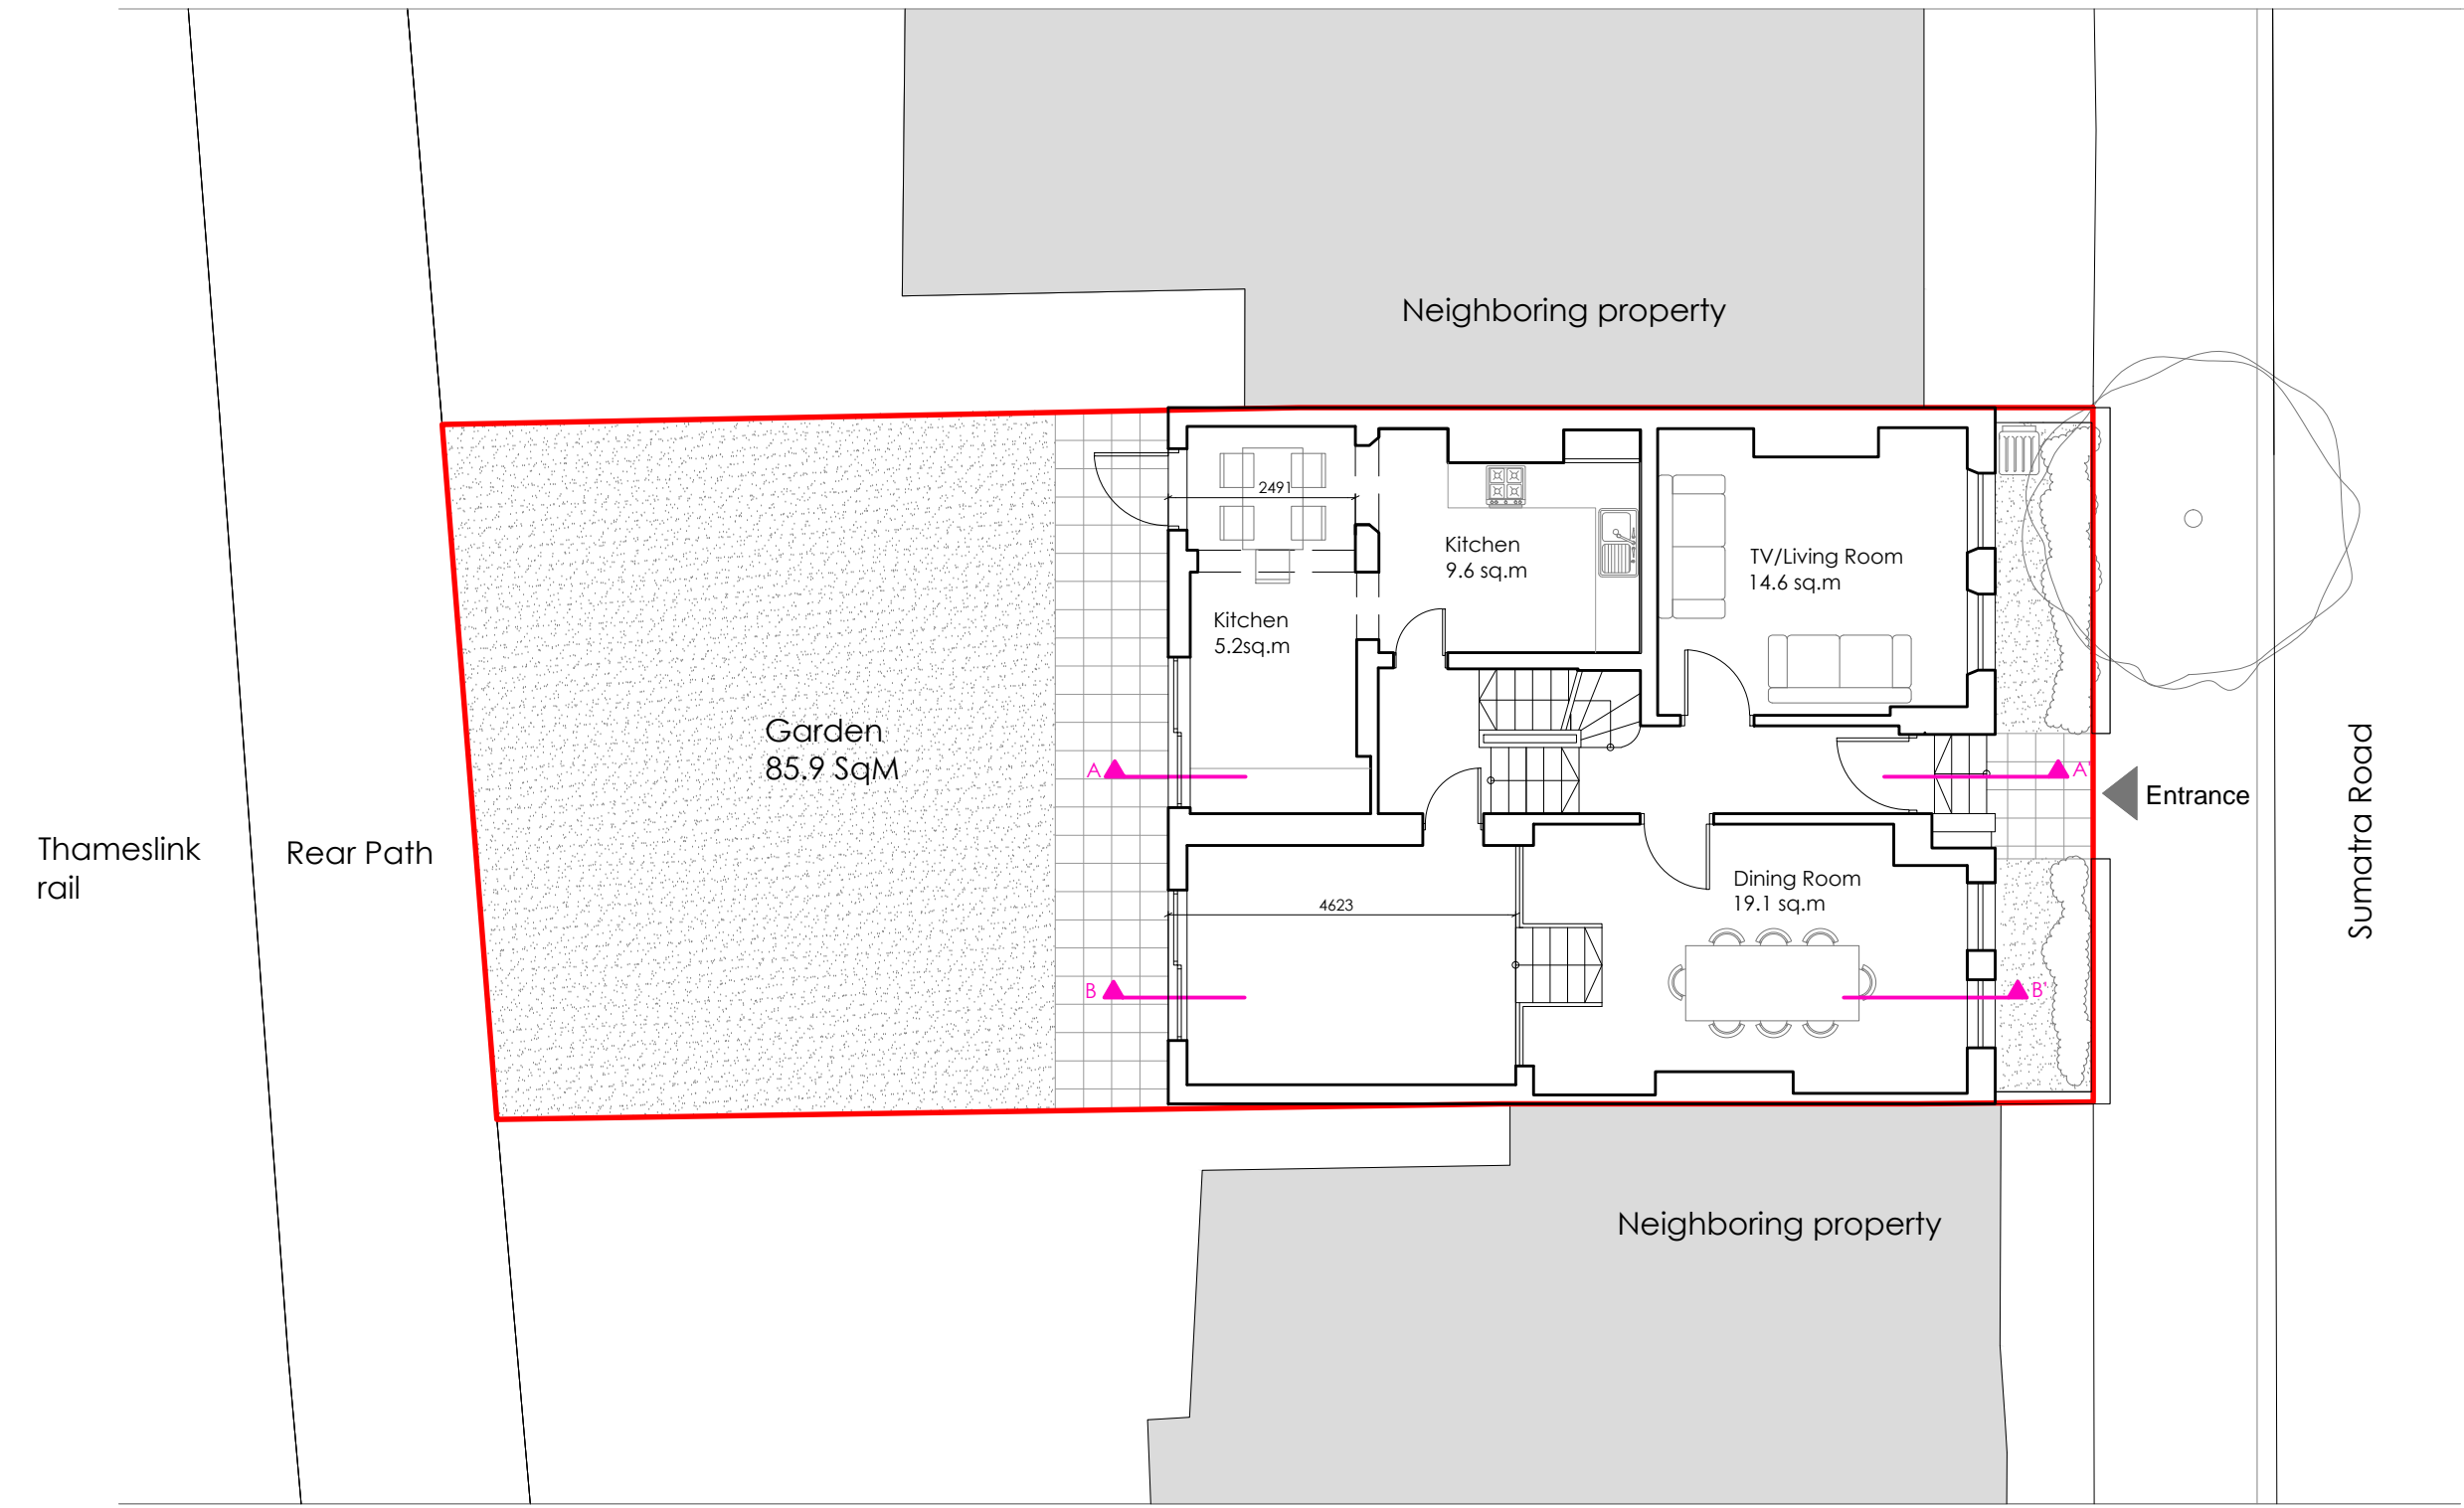 Neighboring property
2491
Kitchen
9.6 sq.m
TV/Living Room
14.6 sq.m
Kitchen
5.2sq.m
Garden
85.9 SqM
A
A'
Entrance
Sumatra Road
Thameslink
rail
Rear Path
Dining Room
19.1 sq.m
4623
B
B'
Neighboring property